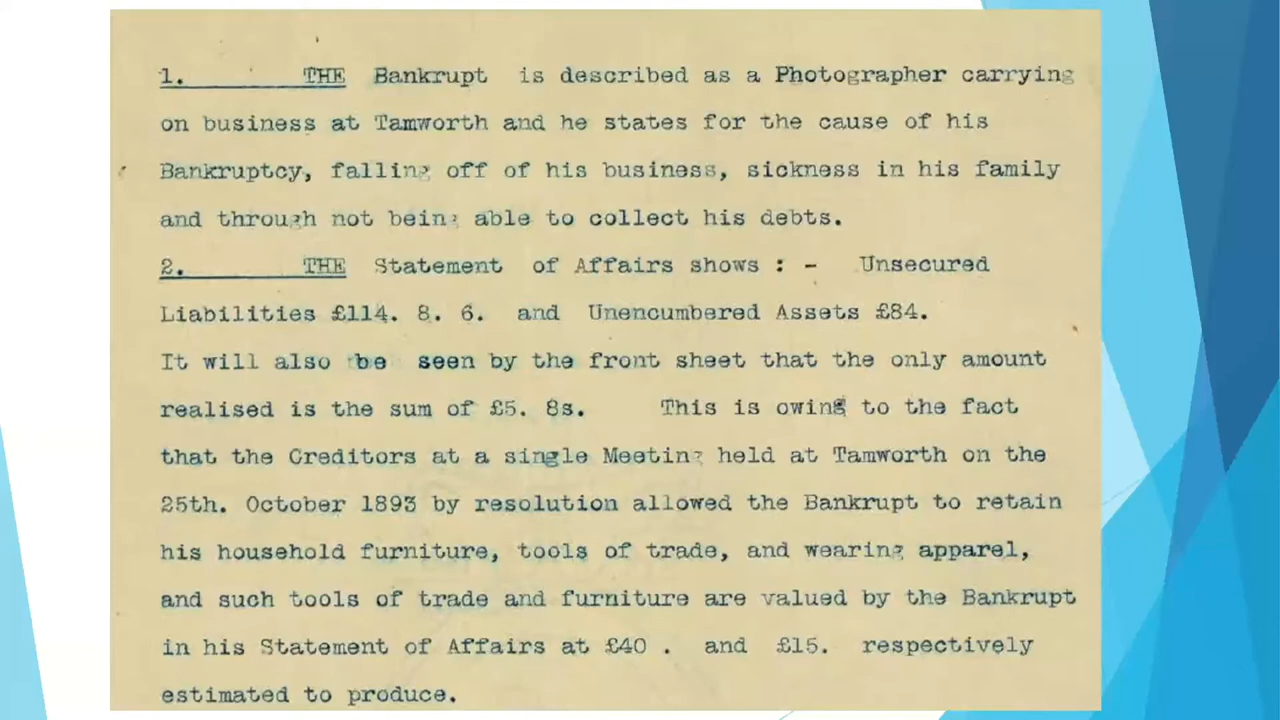 1. THE Bankrupt is described as a Photographer carrying
on business at Tamworth and he states for the cause of his
Bankruptcy, falling off of his business, sickness in his family
and through not being able to collect his debts.
2. THE Statement of Affairs shows : - Unsecured
Liabilities £114. 8. 6. and Unencumbered Assets £84.
It will also be seen by the front sheet that the only amount
realised is the sum of £5. 8s. This is owing to the fact
that the Creditors at a single Meeting held at Tamworth on the
25th. October 1893 by resolution allowed the Bankrupt to retain
his household furniture, tools of trade, and wearing apparel,
and such tools of trade and furniture are valued by the Bankrupt
in his Statement of Affairs at £40 . and £15. respectively
estimated to produce.